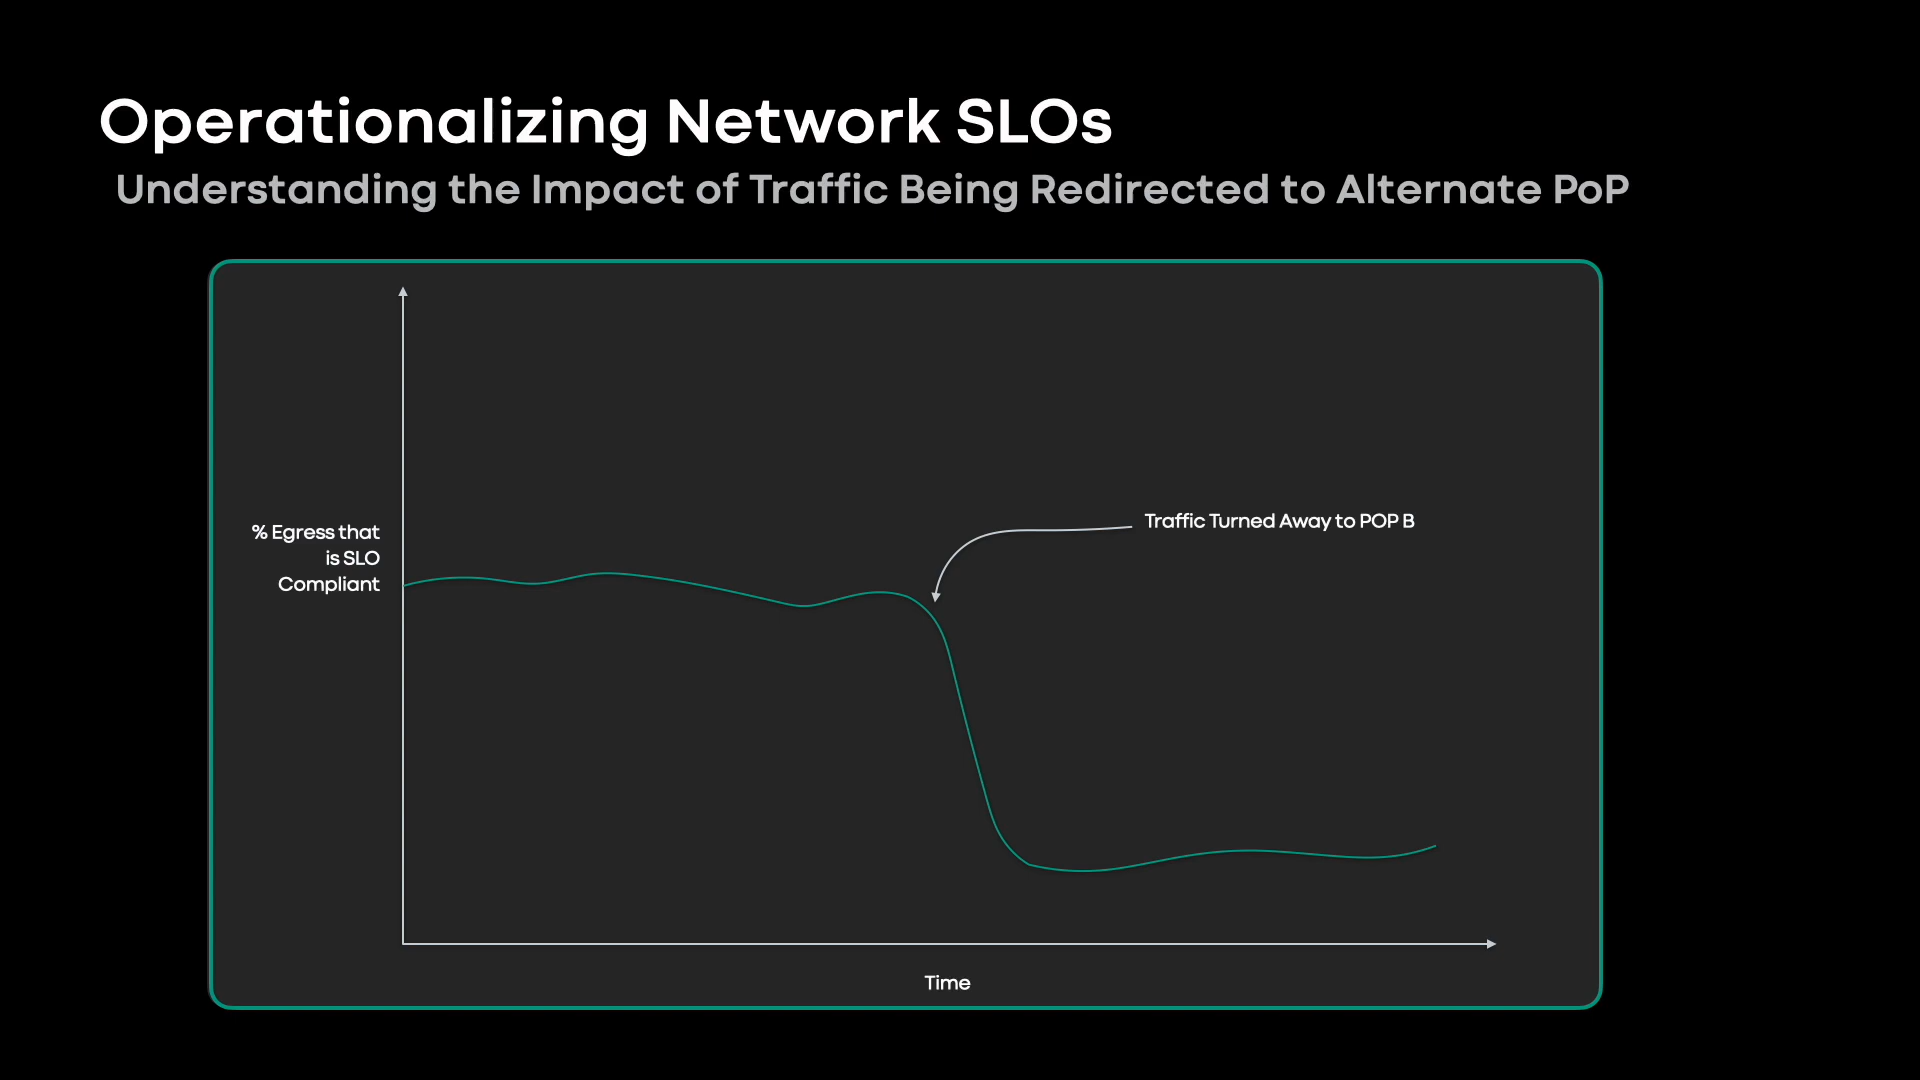 Operationalizing Network SLOs
Understanding the Impact of Traffic Being Redirected to Alternate PoP
% Egress that
is SLO
Compliant
Traffic Turned Away to POP B
Time